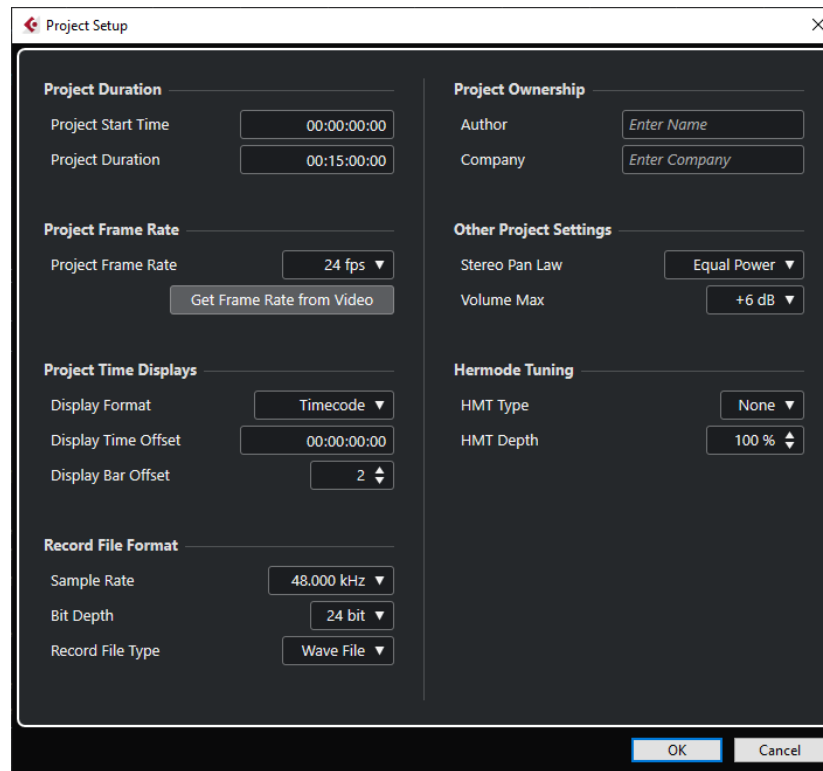 Project Setup
Project Duration
Project Start Time 00:00:00:00
Project Duration 00:15:00:00
Project Frame Rate
Project Frame Rate 24 fps
Get Frame Rate from Video
Project Time Displays
Display Format Timecode
Display Time Offset 00:00:00:00
Display Bar Offset 2
Record File Format
Sample Rate 48.000 kHz
Bit Depth 24 bit
Record File Type Wave File
Project Ownership
Author Enter Name
Company Enter Company
Other Project Settings
Stereo Pan Law Equal Power
Volume Max +6 dB
Hermode Tuning
HMT Type None
HMT Depth 100 %
OK Cancel